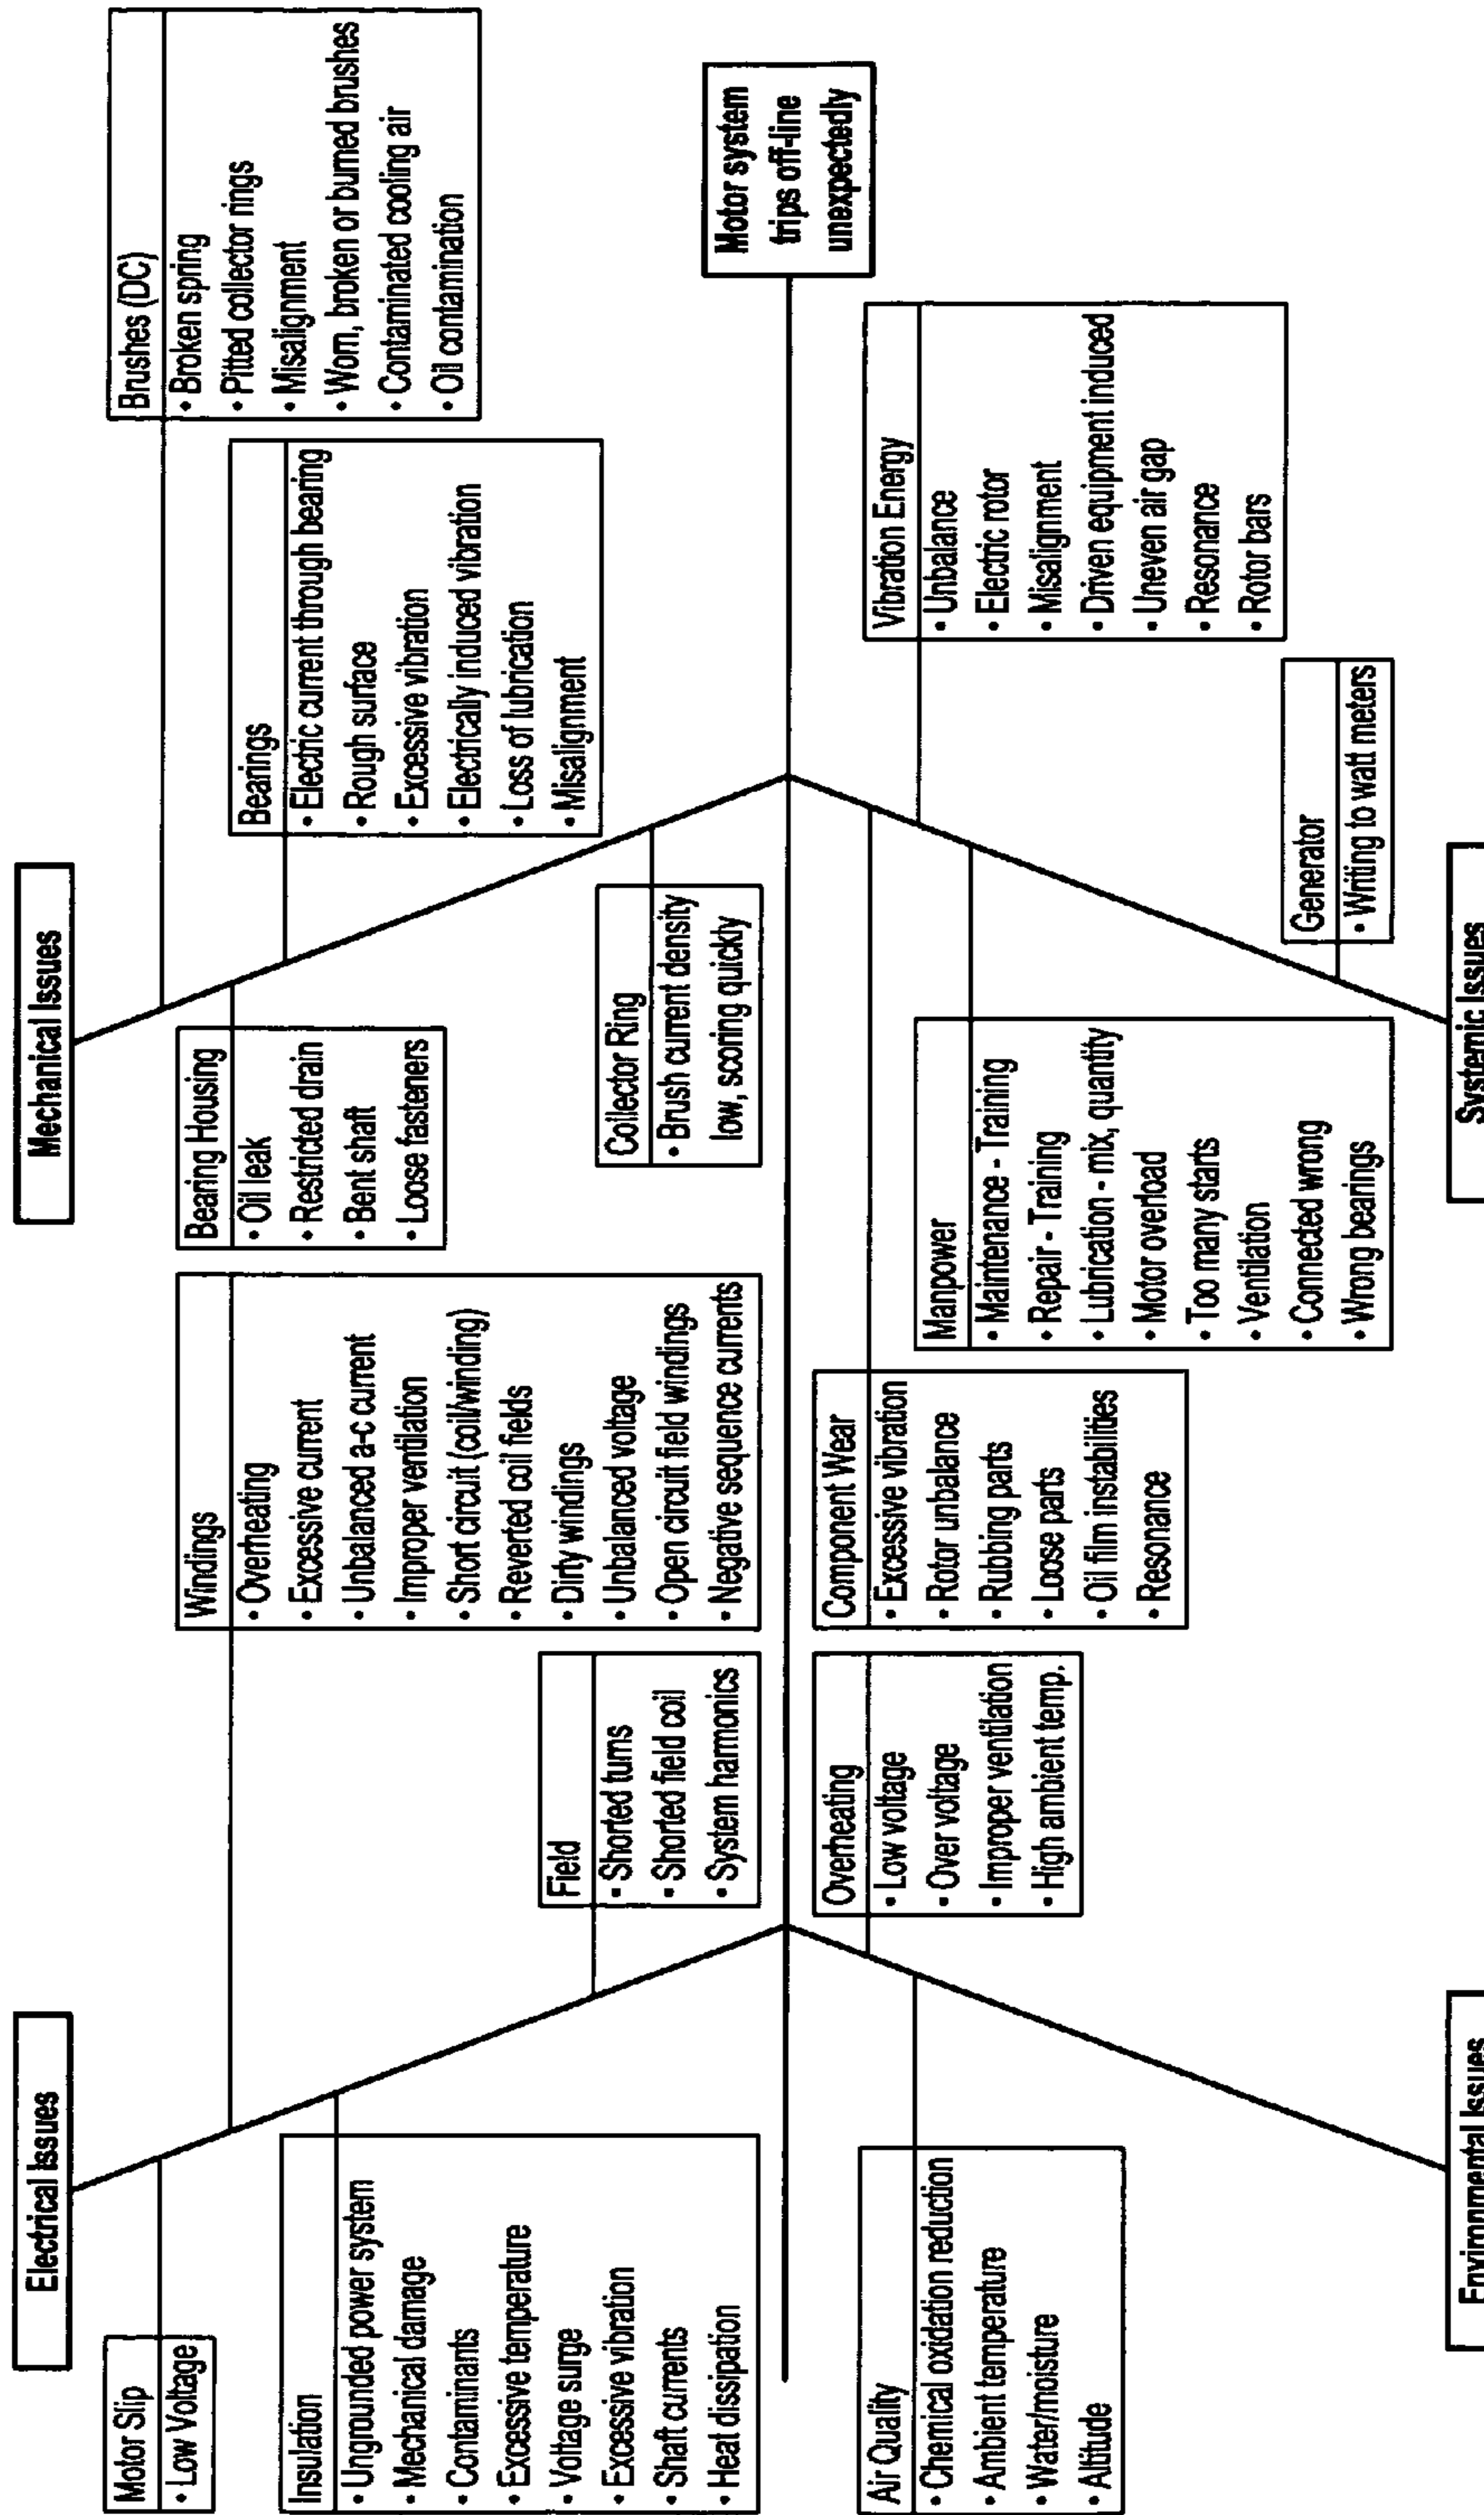 Electrical Issues
Mechanical Issues
Motor Slip
• Low Voltage
Insulation
• Ungrounded power system
• Mechanical damage
• Contaminants
• Excessive temperature
• Voltage surge
• Excessive vibration
• Shaft currents
• Heat dissipation
Field
• Shorted turns
• Shorted field coil
• System harmonics
Windings
• Overheating
• Excessive current
• Unbalanced a-c current
• Improper ventilation
• Short circuit (coil/winding)
• Reverted coil fields
• Dirty windings
• Unbalanced voltage
• Open circuit field windings
• Negative sequence currents
Bearing Housing
• Oil leak
• Restricted drain
• Bent shaft
• Loose fasteners
Collector Ring
• Brush current density
low, scoring quickly
Bearings
• Electric current through bearing
• Rough surface
• Excessive vibration
• Electrically induced vibration
• Loss of lubrication
• Misalignment
Brushes (DC)
• Broken spring
• Pitted collector rings
• Misalignment
• Worn, broken or burned brushes
• Contaminated cooling air
• Oil contamination
Motor system
trips off-line
unexpectedly
Air Quality
• Chemical oxidation reduction
• Ambient temperature
• Water/moisture
• Altitude
Overheating
• Low voltage
• Over voltage
• Improper ventilation
• High ambient temp.
Component Wear
• Excessive vibration
• Rotor unbalance
• Rubbing parts
• Loose parts
• Oil film instabilities
• Resonance
Manpower
• Maintenance - Training
• Repair - Training
• Lubrication - mix, quantity
• Motor overload
• Too many starts
• Ventilation
• Connected wrong
• Wrong bearings
Generator
• Writing to watt meters
Vibration Energy
• Unbalance
• Electric rotor
• Misalignment
• Driven equipment induced
• Uneven air gap
• Resonance
• Rotor bars
Environmental Issues
Systemic Issues